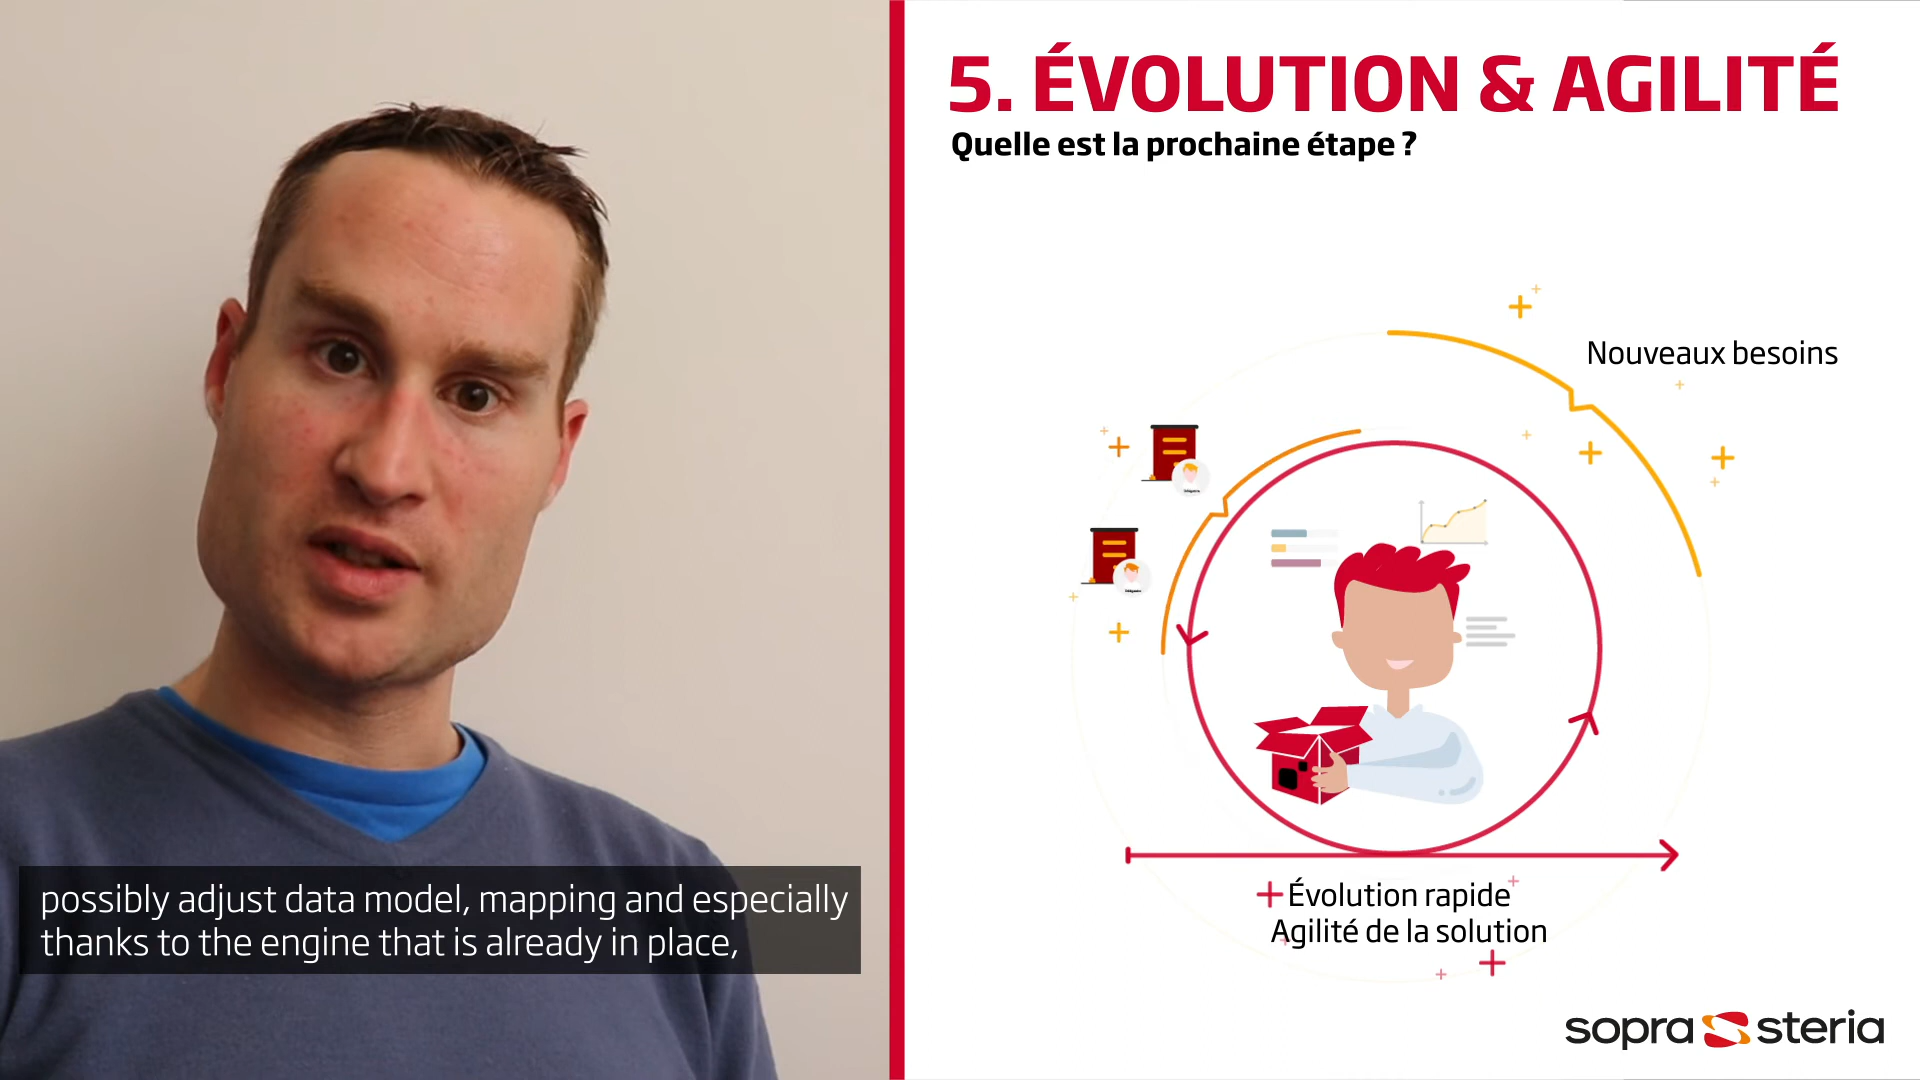 5. ÉVOLUTION & AGILITÉ
Quelle est la prochaine étape ?
Nouveaux besoins
Évolution rapide
Agilité de la solution
possibly adjust data model, mapping and especially
thanks to the engine that is already in place,
sopra steria